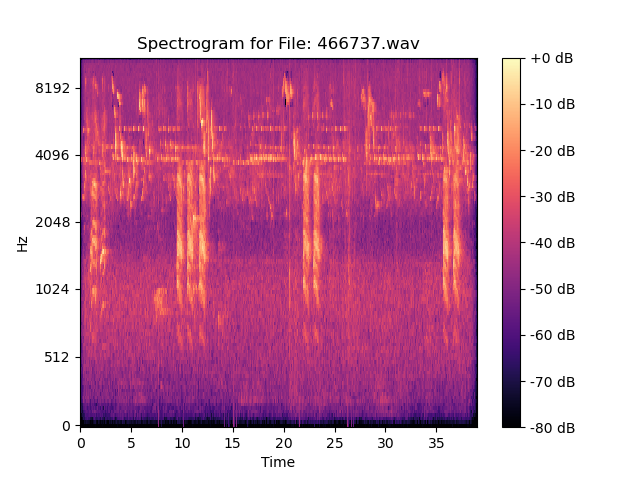 Spectrogram for File: 466737.wav
+0 dB
8192
-10 dB
4096
-20 dB
-30 dB
2048
Hz
-40 dB
1024
-50 dB
512
-60 dB
-70 dB
0
-80 dB
0 5 10 15 20 25 30 35
Time